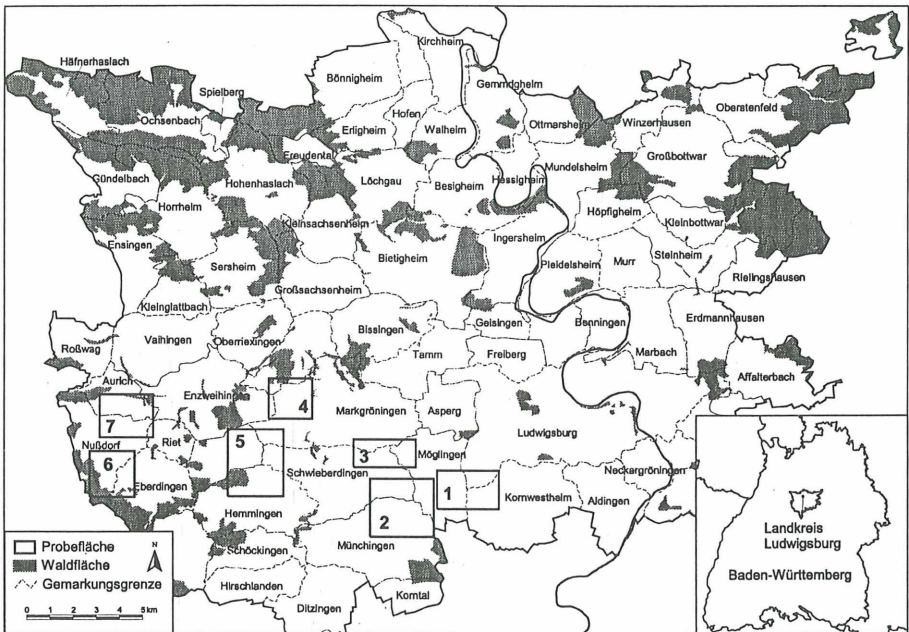 Kirchheim
Häfnerhaslach
Bönnigheim
Gemmrigheim
Spielberg
Oberstenfeld
Ochsenbach
Hofen
Ottmarsheim
Winzerhausen
Erligheim
Walheim
Freudental
Großbottwar
Mundelsheim
Gündelbach
Hohenhaslach
Löchgau
Besigheim
Hessigheim
Horrheim
Höpfigheim
Kleinbottwar
Kleinsachsenheim
Ensingen
Ingersheim
Bietigheim
Steinheim
Sersheim
Pleidelsheim
Murr
Rielingshausen
Großsachsenheim
Kleinglattbach
Erdmannhausen
Geisingen
Benningen
Bissingen
Vaihingen
Oberriexingen
Roßwag
Tamm
Freiberg
Marbach
Affalterbach
Aurich
Enzweihingen
4
Markgröningen
Asperg
7
Ludwigsburg
Nußdorf
Riet
5
3
Möglingen
6
Schwieberdingen
Neckargröningen
Eberdingen
1
Kornwestheim
Aldingen
Hemmingen
2
Münchingen
Schöckingen
Hirschlanden
Korntal
Ditzingen
Probefläche
N
Waldfläche
Gemarkungsgrenze
0 1 2 3 4 5 km
Landkreis
Ludwigsburg
Baden-Württemberg